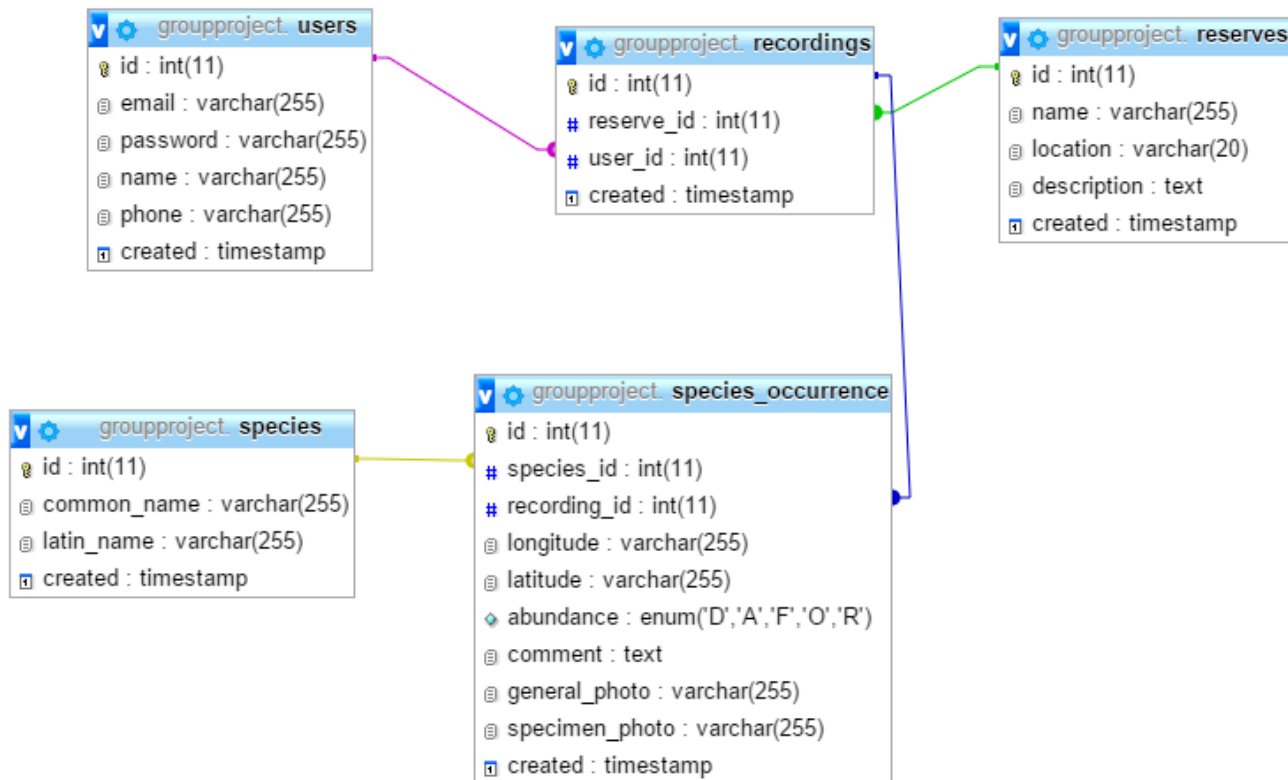 groupproject. users
id : int(11)
email : varchar(255)
password : varchar(255)
name : varchar(255)
phone : varchar(255)
created : timestamp
groupproject. recordings
id : int(11)
reserve_id : int(11)
user_id : int(11)
created : timestamp
groupproject. reserves
id : int(11)
name : varchar(255)
location : varchar(20)
description : text
created : timestamp
groupproject. species
id : int(11)
common_name : varchar(255)
latin_name : varchar(255)
created : timestamp
groupproject. species_occurrence
id : int(11)
species_id : int(11)
recording_id : int(11)
longitude : varchar(255)
latitude : varchar(255)
abundance : enum('D','A','F','O','R')
comment : text
general_photo : varchar(255)
specimen_photo : varchar(255)
created : timestamp